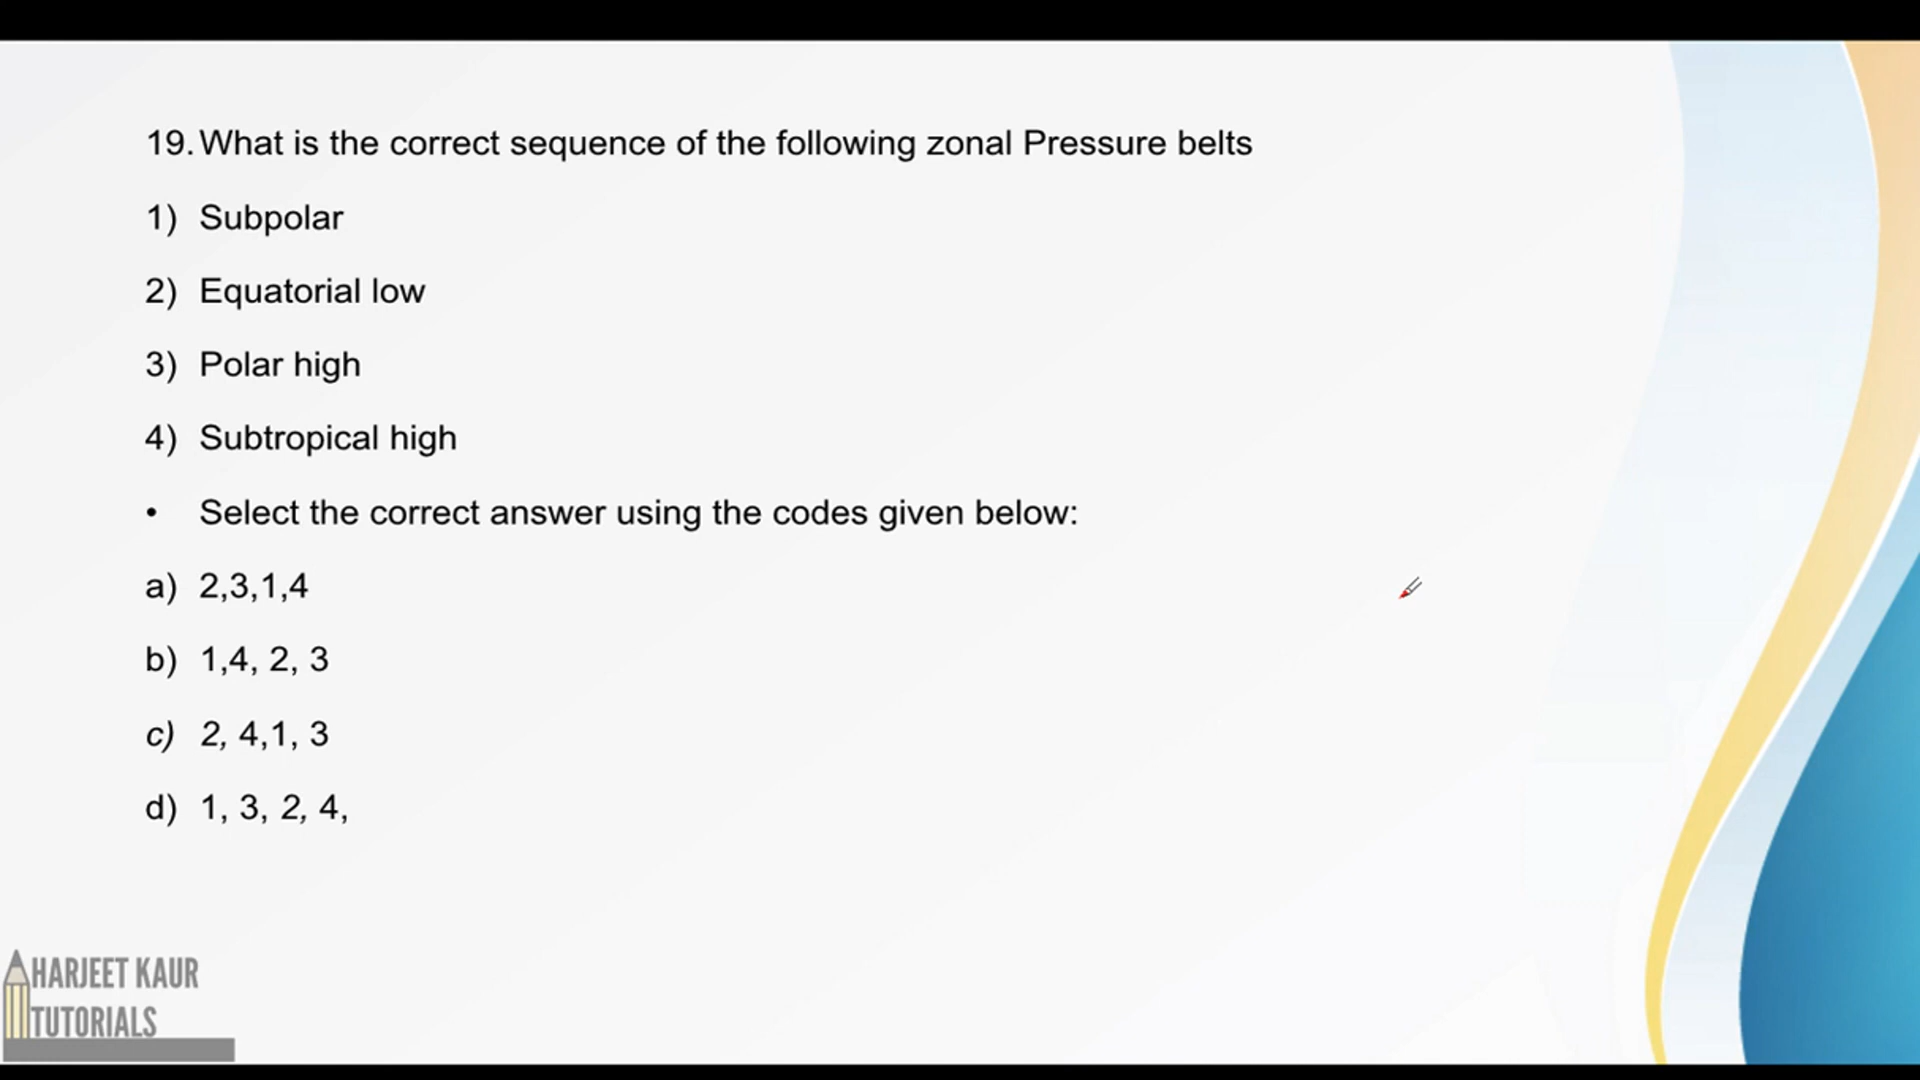 19. What is the correct sequence of the following zonal Pressure belts
1) Subpolar
2) Equatorial low
3) Polar high
4) Subtropical high
• Select the correct answer using the codes given below:
a) 2,3,1,4
b) 1,4, 2, 3
c) 2, 4,1, 3
d) 1, 3, 2, 4,
HARJEET KAUR
TUTORIALS